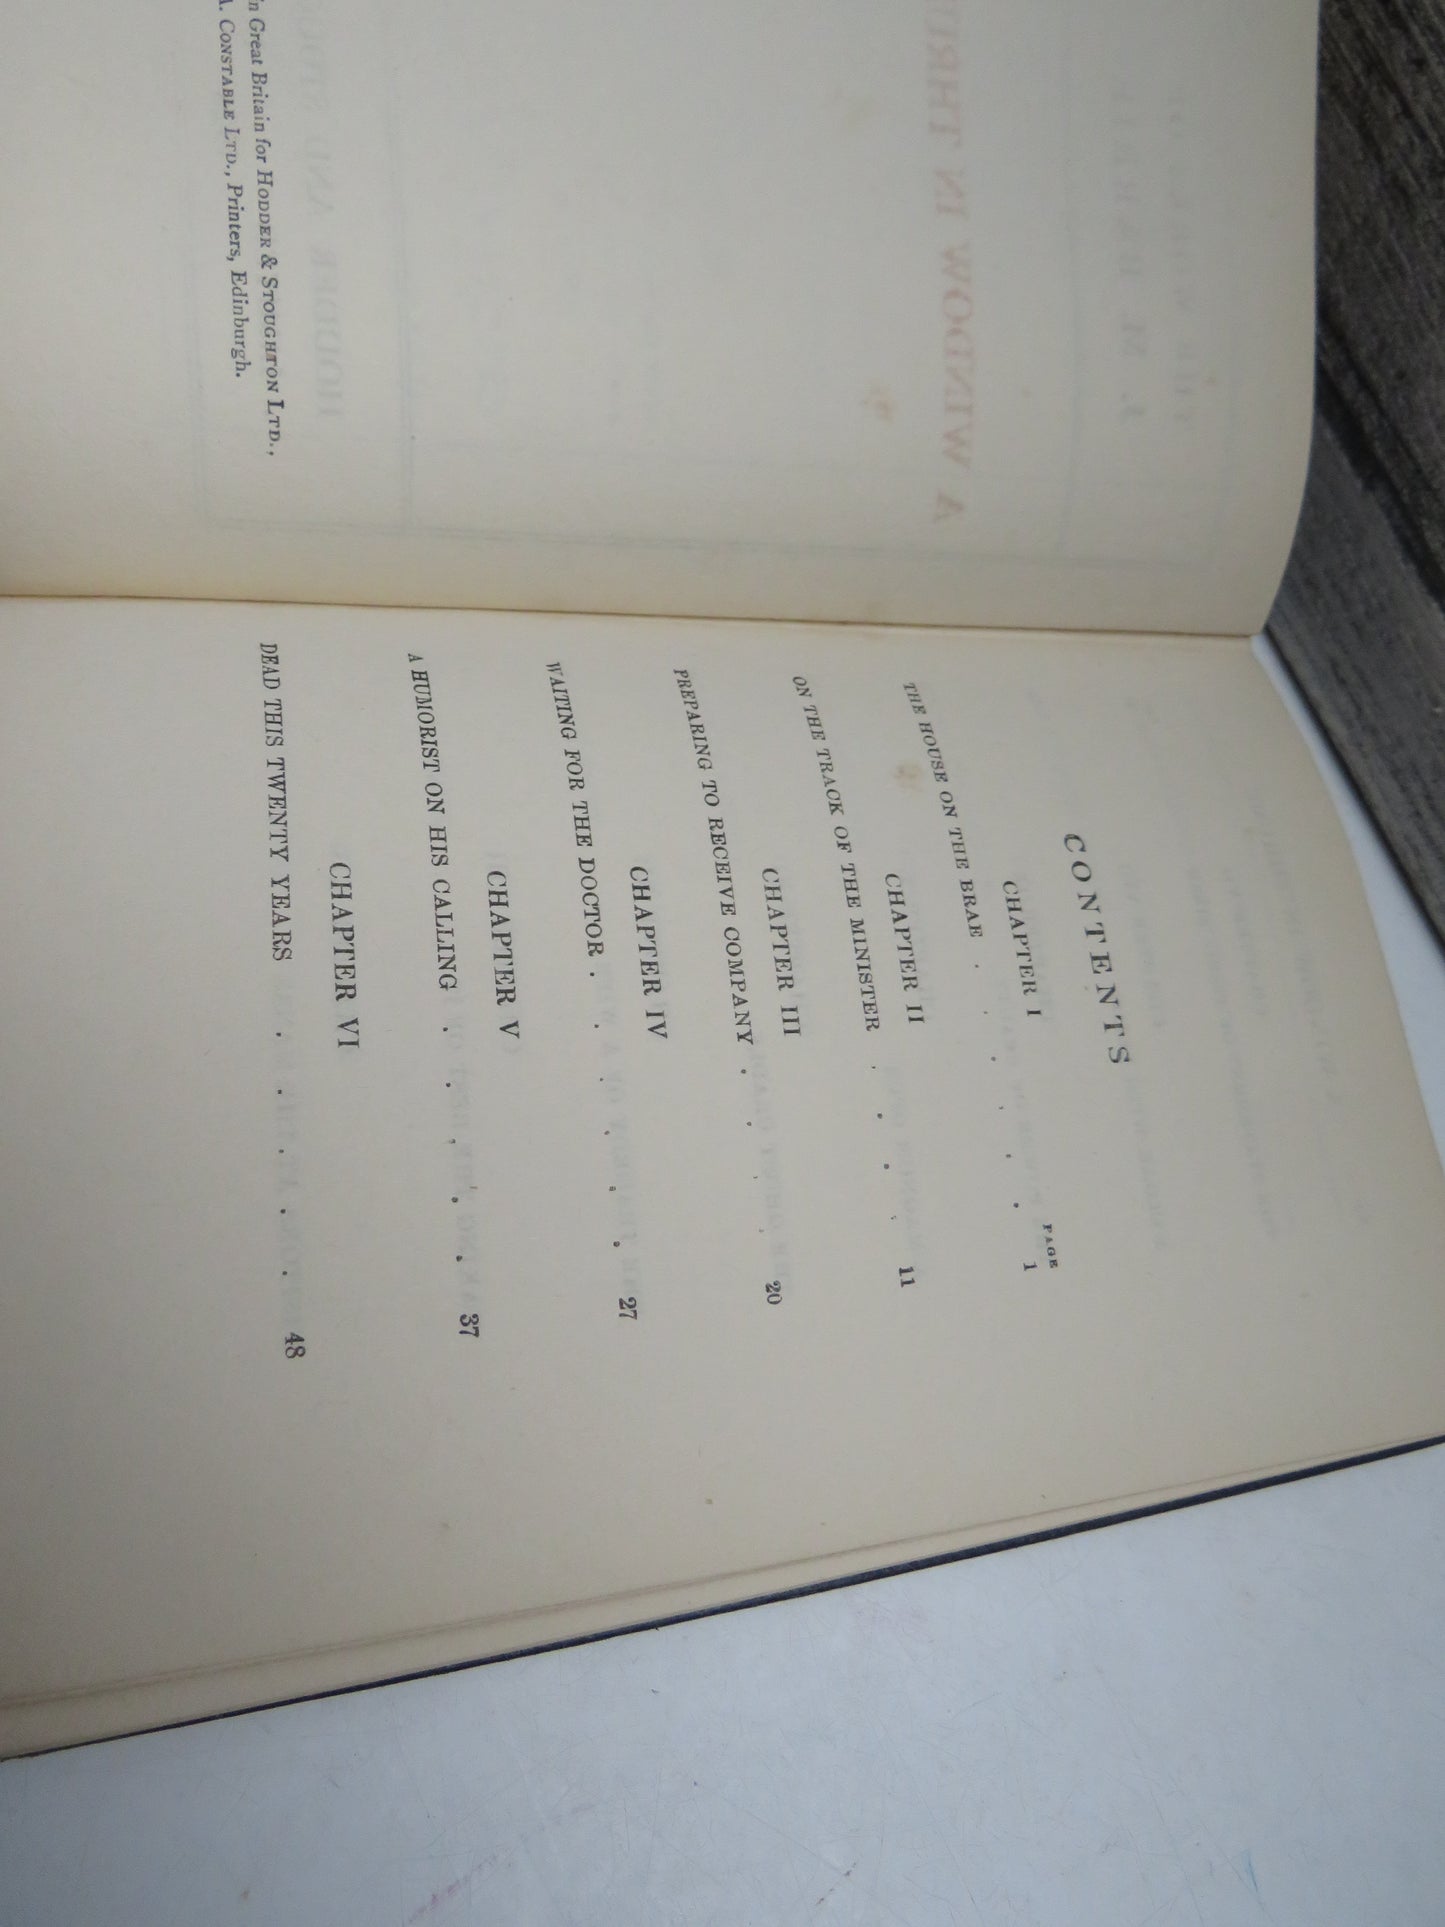 n Great Britain for HODDER & STOUGHTON LTD.,
A. CONSTABLE LTD., Printers, Edinburgh.
CONTENTS
PAGE
CHAPTER I
THE HOUSE ON THE BRAE . . . . . . 1
CHAPTER II
ON THE TRACK OF THE MINISTER . . . . 11
CHAPTER III
PREPARING TO RECEIVE COMPANY . . . . 20
CHAPTER IV
WAITING FOR THE DOCTOR . . . . . . 27
CHAPTER V
A HUMORIST ON HIS CALLING . . . . . 37
CHAPTER VI
DEAD THIS TWENTY YEARS . . . . . 48